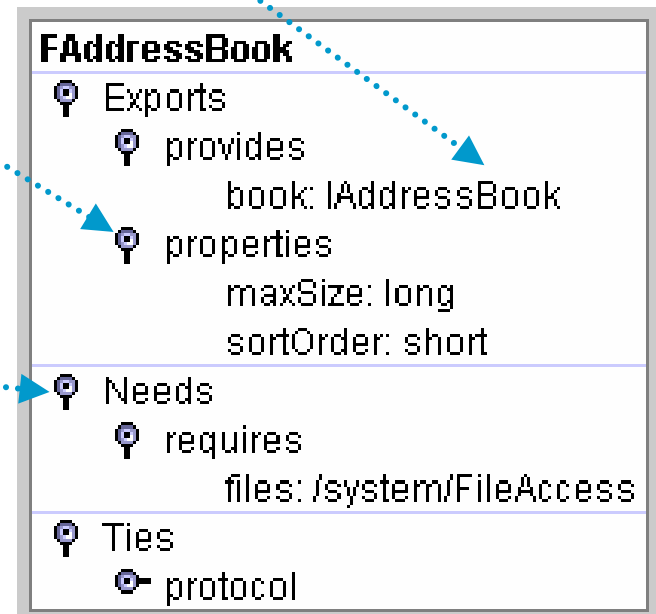 FAddressBook
Exports
provides
book: IAddressBook
properties
maxSize: long
sortOrder: short
Needs
requires
files: /system/FileAccess
Ties
protocol